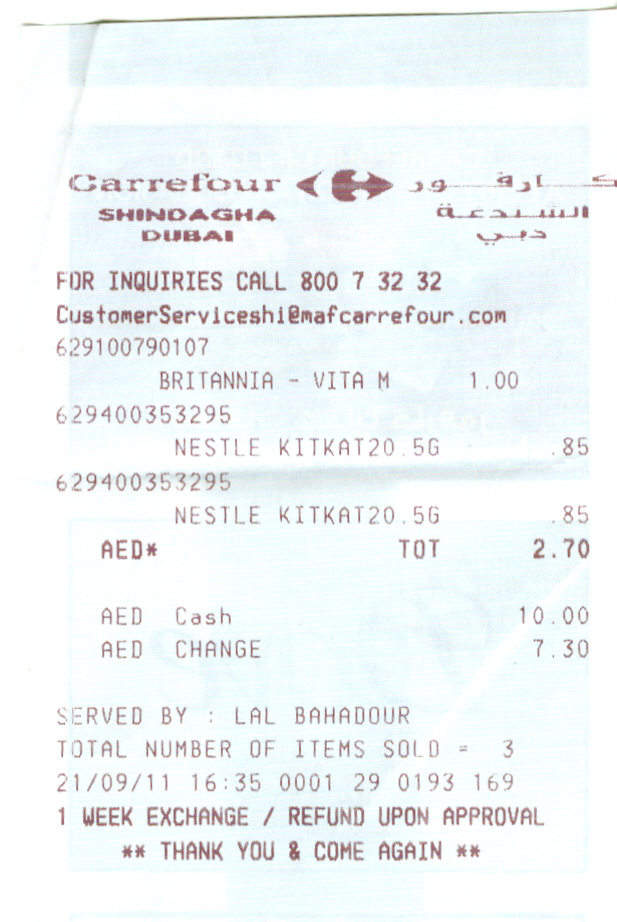 Carrefour كارفور
SHINDAGHA الشندغة
DUBAI دبي
FOR INQUIRIES CALL 800 7 32 32
CustomerServiceshi@mafcarrefour.com
629100790107
BRITANNIA - VITA M 1.00
629400353295
NESTLE KITKAT20.5G .85
629400353295
NESTLE KITKAT20.5G .85
AED* TOT 2.70
AED Cash 10.00
AED CHANGE 7.30
SERVED BY : LAL BAHADOUR
TOTAL NUMBER OF ITEMS SOLD = 3
21/09/11 16:35 0001 29 0193 169
1 WEEK EXCHANGE / REFUND UPON APPROVAL
** THANK YOU & COME AGAIN **